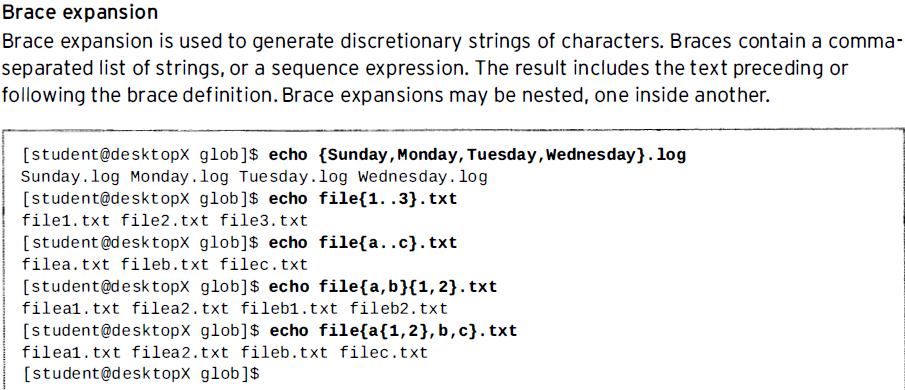 Brace expansion
Brace expansion is used to generate discretionary strings of characters. Braces contain a comma-
separated list of strings, or a sequence expression. The result includes the text preceding or
following the brace definition. Brace expansions may be nested, one inside another.
[student@desktopX glob]$ echo {Sunday,Monday,Tuesday,Wednesday}.log
Sunday.log Monday.log Tuesday.log Wednesday.log
[student@desktopX glob]$ echo file{1..3}.txt
file1.txt file2.txt file3.txt
[student@desktopX glob]$ echo file{a..c}.txt
filea.txt fileb.txt filec.txt
[student@desktopX glob]$ echo file{a,b}{1,2}.txt
filea1.txt filea2.txt fileb1.txt fileb2.txt
[student@desktopX glob]$ echo file{a{1,2},b,c}.txt
filea1.txt filea2.txt fileb.txt filec.txt
[student@desktopX glob]$